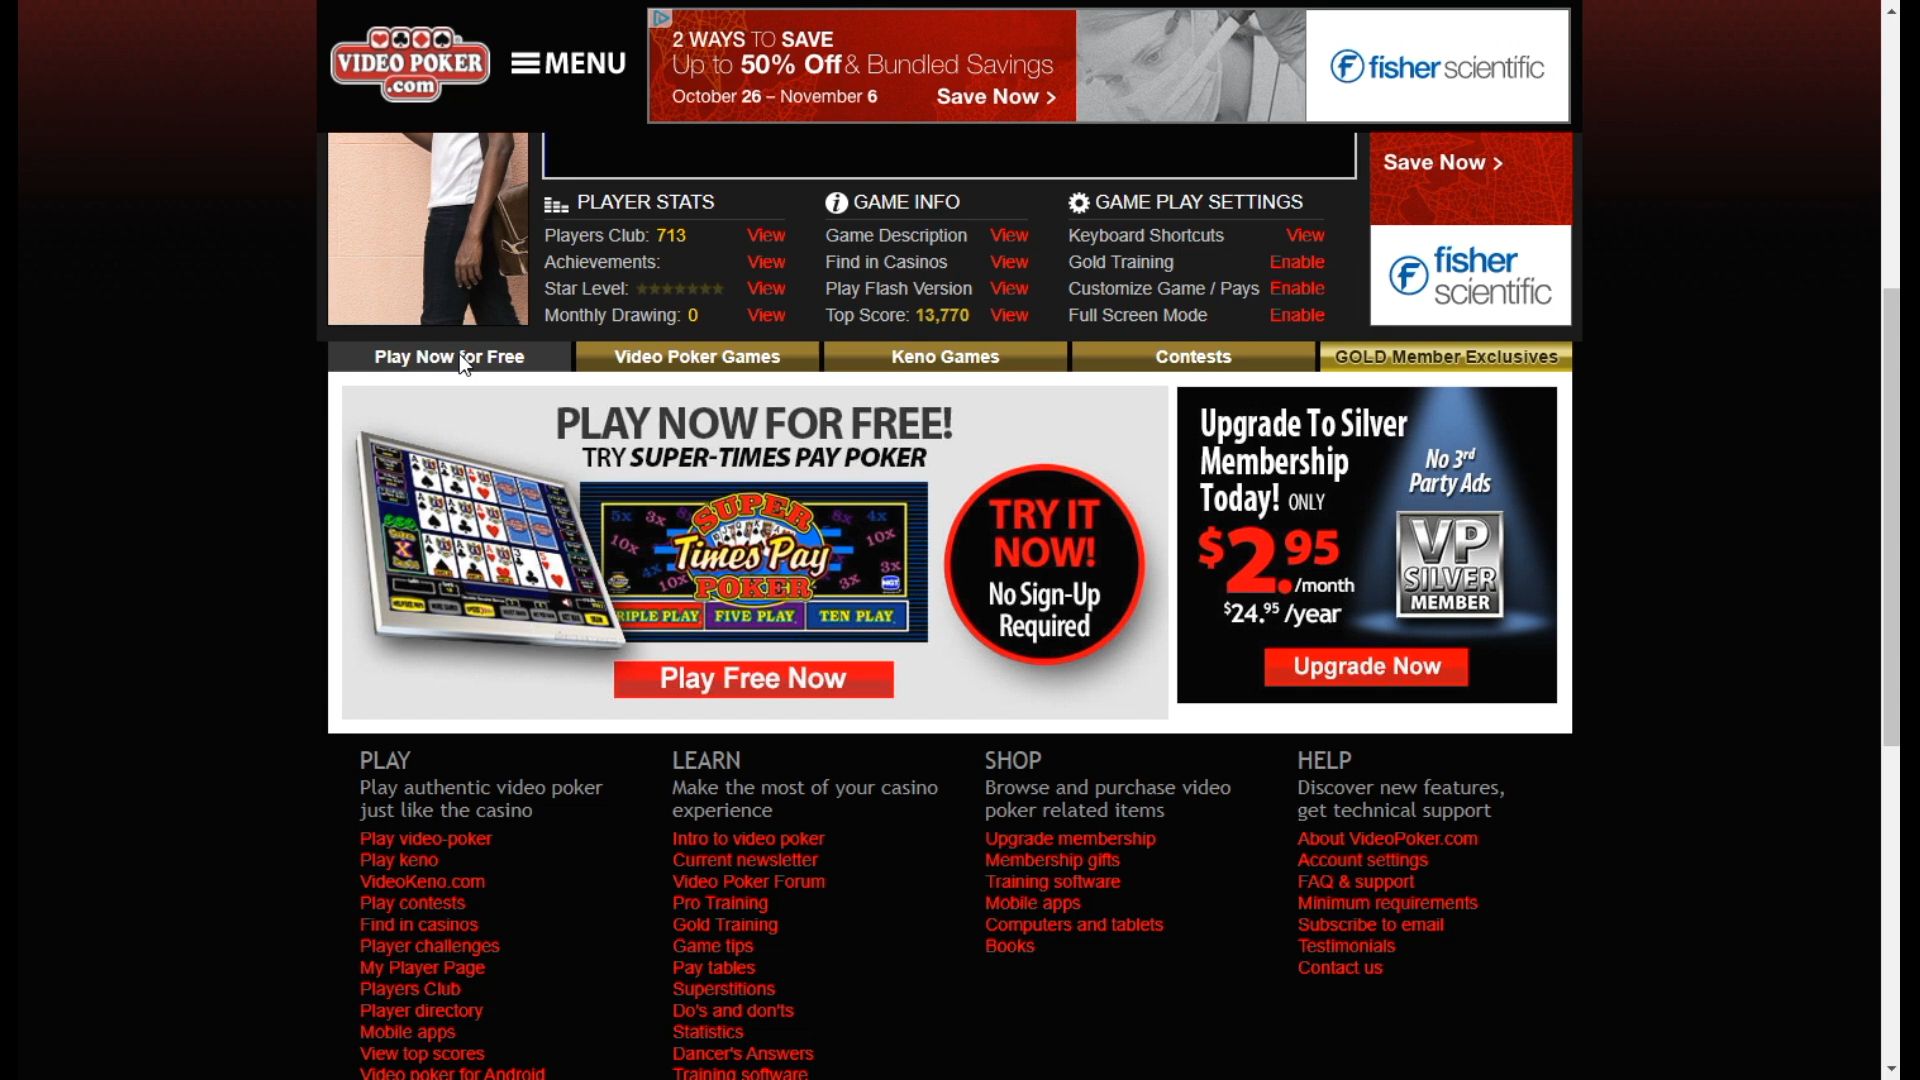 VIDEO POKER
.com
MENU
2 WAYS TO SAVE
Up to 50% Off & Bundled Savings
October 26 – November 6
Save Now >
fisher scientific
Save Now >
fisher
scientific
PLAYER STATS
Players Club: 713 View
Achievements: View
Star Level: View
Monthly Drawing: 0 View
GAME INFO
Game Description View
Find in Casinos View
Play Flash Version View
Top Score: 13,770 View
GAME PLAY SETTINGS
Keyboard Shortcuts View
Gold Training Enable
Customize Game / Pays Enable
Full Screen Mode Enable
Play Now for Free
Video Poker Games
Keno Games
Contests
GOLD Member Exclusives
PLAY NOW FOR FREE!
TRY SUPER-TIMES PAY POKER
SUPER
Times Pay
POKER
5x 3x 8x 8x 4x
10x 10x
4x 10x 3x 3x
TRIPLE PLAY FIVE PLAY TEN PLAY
Play Free Now
TRY IT
NOW!
No Sign-Up
Required
Upgrade To Silver
Membership
Today! ONLY
$2.95
/month
$24.95 /year
No 3rd
Party Ads
VP
SILVER
MEMBER
Upgrade Now
PLAY
Play authentic video poker
just like the casino
Play video-poker
Play keno
VideoKeno.com
Play contests
Find in casinos
Player challenges
My Player Page
Players Club
Player directory
Mobile apps
View top scores
Video poker for Android
LEARN
Make the most of your casino
experience
Intro to video poker
Current newsletter
Video Poker Forum
Pro Training
Gold Training
Game tips
Pay tables
Superstitions
Do's and don'ts
Statistics
Dancer's Answers
Training software
SHOP
Browse and purchase video
poker related items
Upgrade membership
Membership gifts
Training software
Mobile apps
Computers and tablets
Books
HELP
Discover new features,
get technical support
About VideoPoker.com
Account settings
FAQ & support
Minimum requirements
Subscribe to email
Testimonials
Contact us